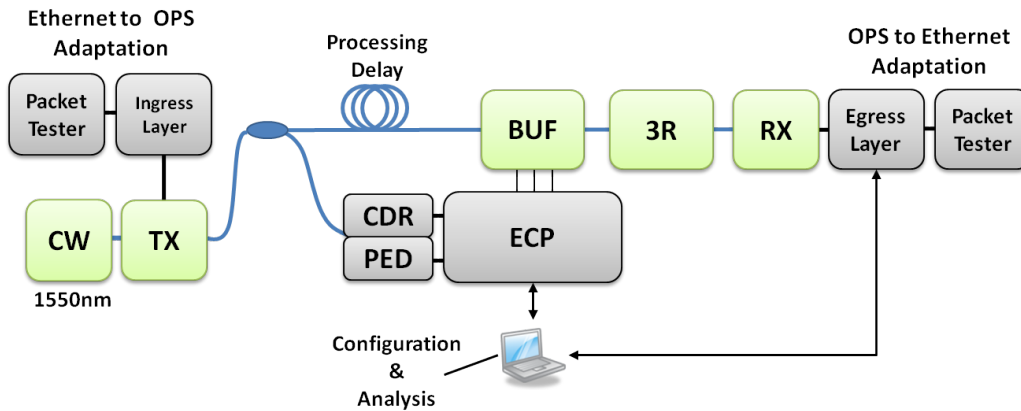 Ethernet to OPS
Adaptation
Packet
Tester
Ingress
Layer
CW
1550nm
TX
Processing
Delay
BUF
3R
RX
OPS to Ethernet
Adaptation
Egress
Layer
Packet
Tester
CDR
PED
ECP
Configuration
&
Analysis